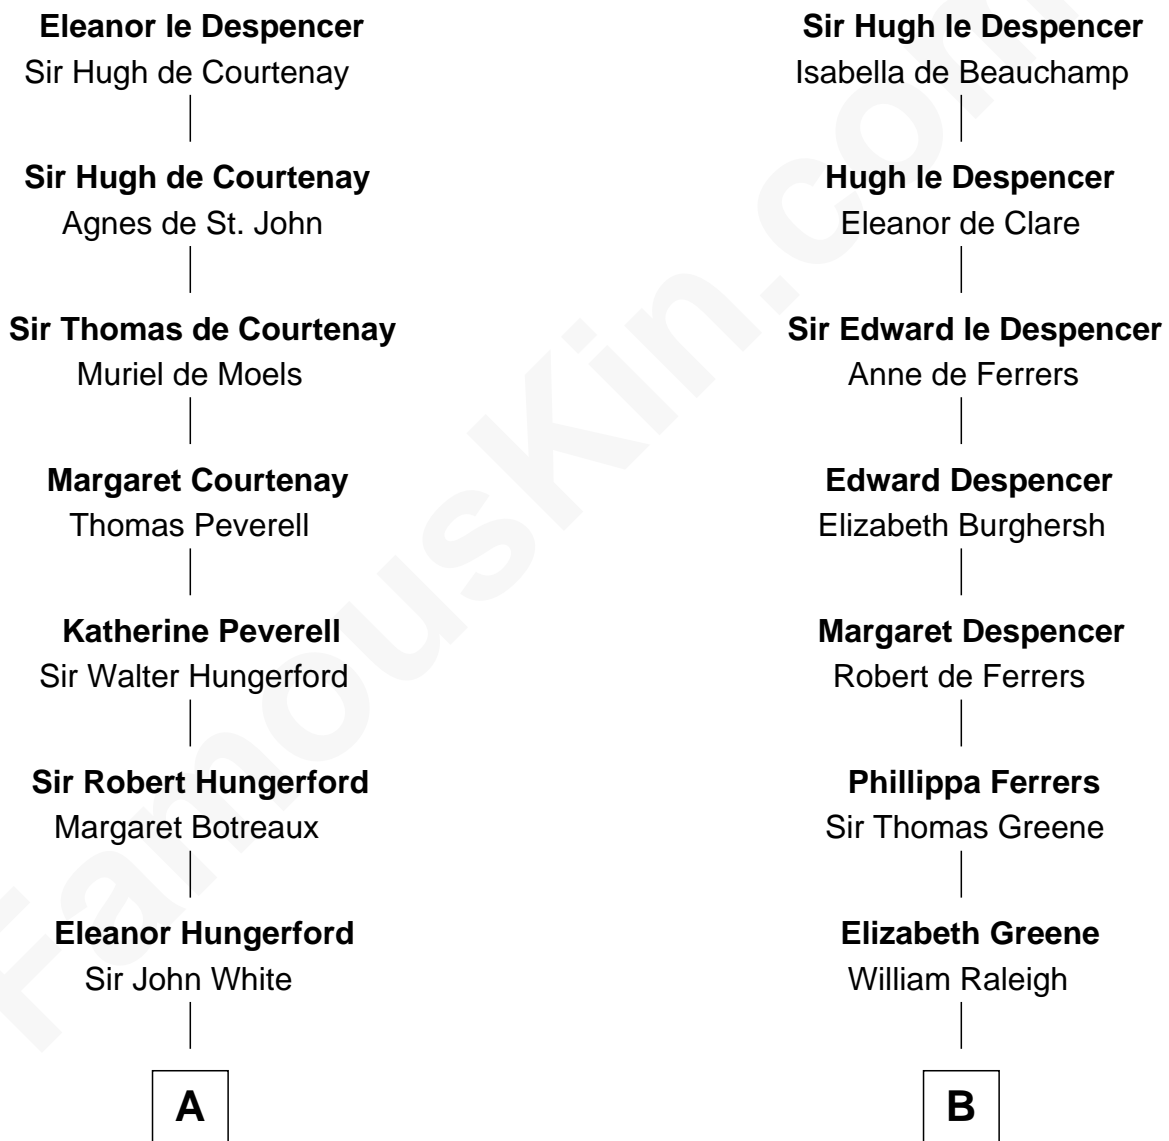 Eleanor le Despencer
Sir Hugh de Courtenay
Sir Hugh de Courtenay
Agnes de St. John
Sir Thomas de Courtenay
Muriel de Moels
Margaret Courtenay
Thomas Peverell
Katherine Peverell
Sir Walter Hungerford
Sir Robert Hungerford
Margaret Botreaux
Eleanor Hungerford
Sir John White
A
Sir Hugh le Despencer
Isabella de Beauchamp
Hugh le Despencer
Eleanor de Clare
Sir Edward le Despencer
Anne de Ferrers
Edward Despencer
Elizabeth Burghersh
Margaret Despencer
Robert de Ferrers
Phillippa Ferrers
Sir Thomas Greene
Elizabeth Greene
William Raleigh
B
FamousKin.com